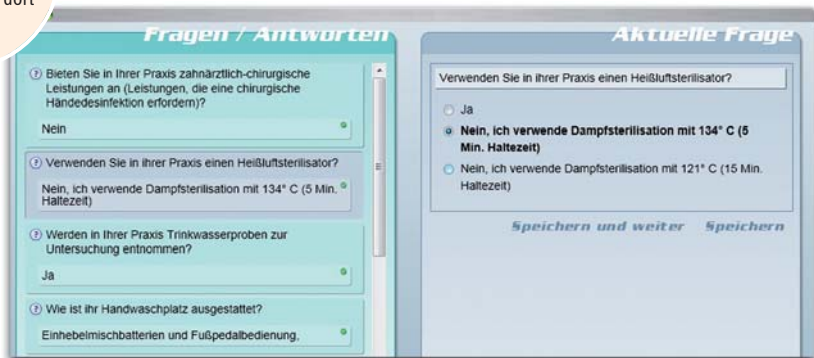 dort
Fragen / Antworten
Bieten Sie in Ihrer Praxis zahnärztlich-chirurgische
Leistungen an (Leistungen, die eine chirurgische
Händedesinfektion erfordern)?
Nein
Verwenden Sie in ihrer Praxis einen Heißluftsterilisator?
Nein, ich verwende Dampfsterilisation mit 134° C (5 Min.
Haltezeit)
Werden in Ihrer Praxis Trinkwasserproben zur
Untersuchung entnommen?
Ja
Wie ist ihr Handwaschplatz ausgestattet?
Einhebelmischbatterien und Fußpedalbedienung,
Aktuelle Frage
Verwenden Sie in ihrer Praxis einen Heißluftsterilisator?
Ja
Nein, ich verwende Dampfsterilisation mit 134° C (5
Min. Haltezeit)
Nein, ich verwende Dampfsterilisation mit 121° C (15 Min.
Haltezeit)
Speichern und weiter Speichern